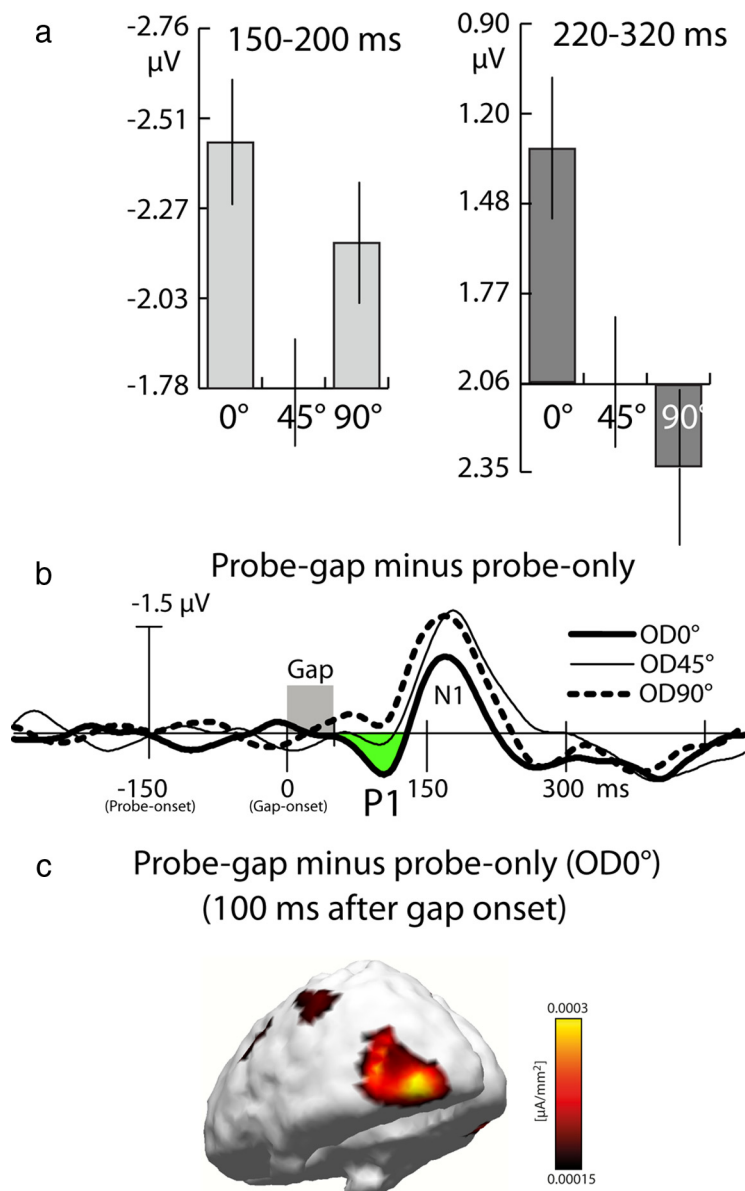 a
150-200 ms
µV
-2.76
-2.51
-2.27
-2.03
-1.78
0° 45° 90°
220-320 ms
µV
0.90
1.20
1.48
1.77
2.06
2.35
0° 45° 90°
b
Probe-gap minus probe-only
-1.5 µV
Gap
N1
OD0°
OD45°
OD90°
P1
-150 0 150 300 ms
(Probe-onset) (Gap-onset)
c
Probe-gap minus probe-only (OD0°)
(100 ms after gap onset)
0.0003
[µA/mm²]
0.00015